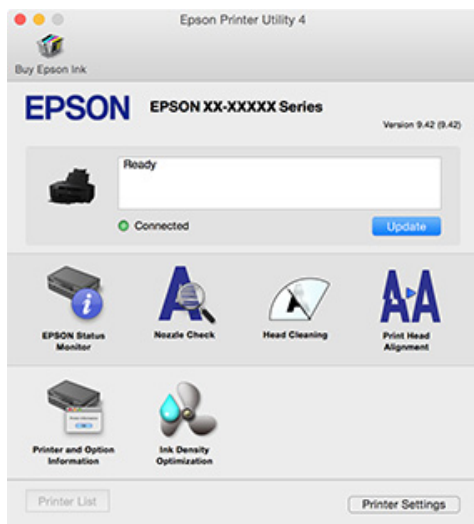 Epson Printer Utility 4
Buy Epson Ink
EPSON
EPSON XX-XXXXX Series
Version 9.42 (9.42)
Ready
Connected
Update
EPSON Status
Monitor
Nozzle Check
Head Cleaning
Print Head
Alignment
Printer and Option
Information
Ink Density
Optimization
Printer List
Printer Settings